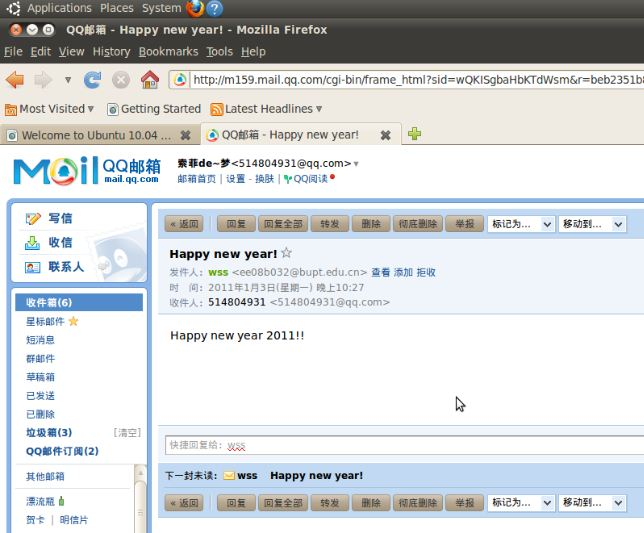 Applications Places System
QQ邮箱 - Happy new year! - Mozilla Firefox
File Edit View History Bookmarks Tools Help
http://m159.mail.qq.com/cgi-bin/frame_html?sid=wQKISgbaHbKTdWsm&r=beb2351b8
Most Visited Getting Started Latest Headlines
Welcome to Ubuntu 10.04 ... QQ邮箱 - Happy new year!
Mail QQ邮箱 索菲de~梦<514804931@qq.com>
mail.qq.com 邮箱首页 | 设置 - 换肤 | QQ阅读
写信
收信
联系人
收件箱(6)
星标邮件
短消息
群邮件
草稿箱
已发送
已删除
垃圾箱(3) [清空]
QQ邮件订阅(2)
其他邮箱
漂流瓶
贺卡 | 明信片
« 返回 回复 回复全部 转发 删除 彻底删除 举报 标记为... 移动到...
Happy new year!
发件人: wss <ee08b032@bupt.edu.cn> 查看 添加 拒收
时 间: 2011年1月3日(星期一) 晚上10:27
收件人: 514804931 <514804931@qq.com>
Happy new year 2011!!
快捷回复给: wss
下一封未读: wss Happy new year!
« 返回 回复 回复全部 转发 删除 彻底删除 举报 标记为... 移动到...